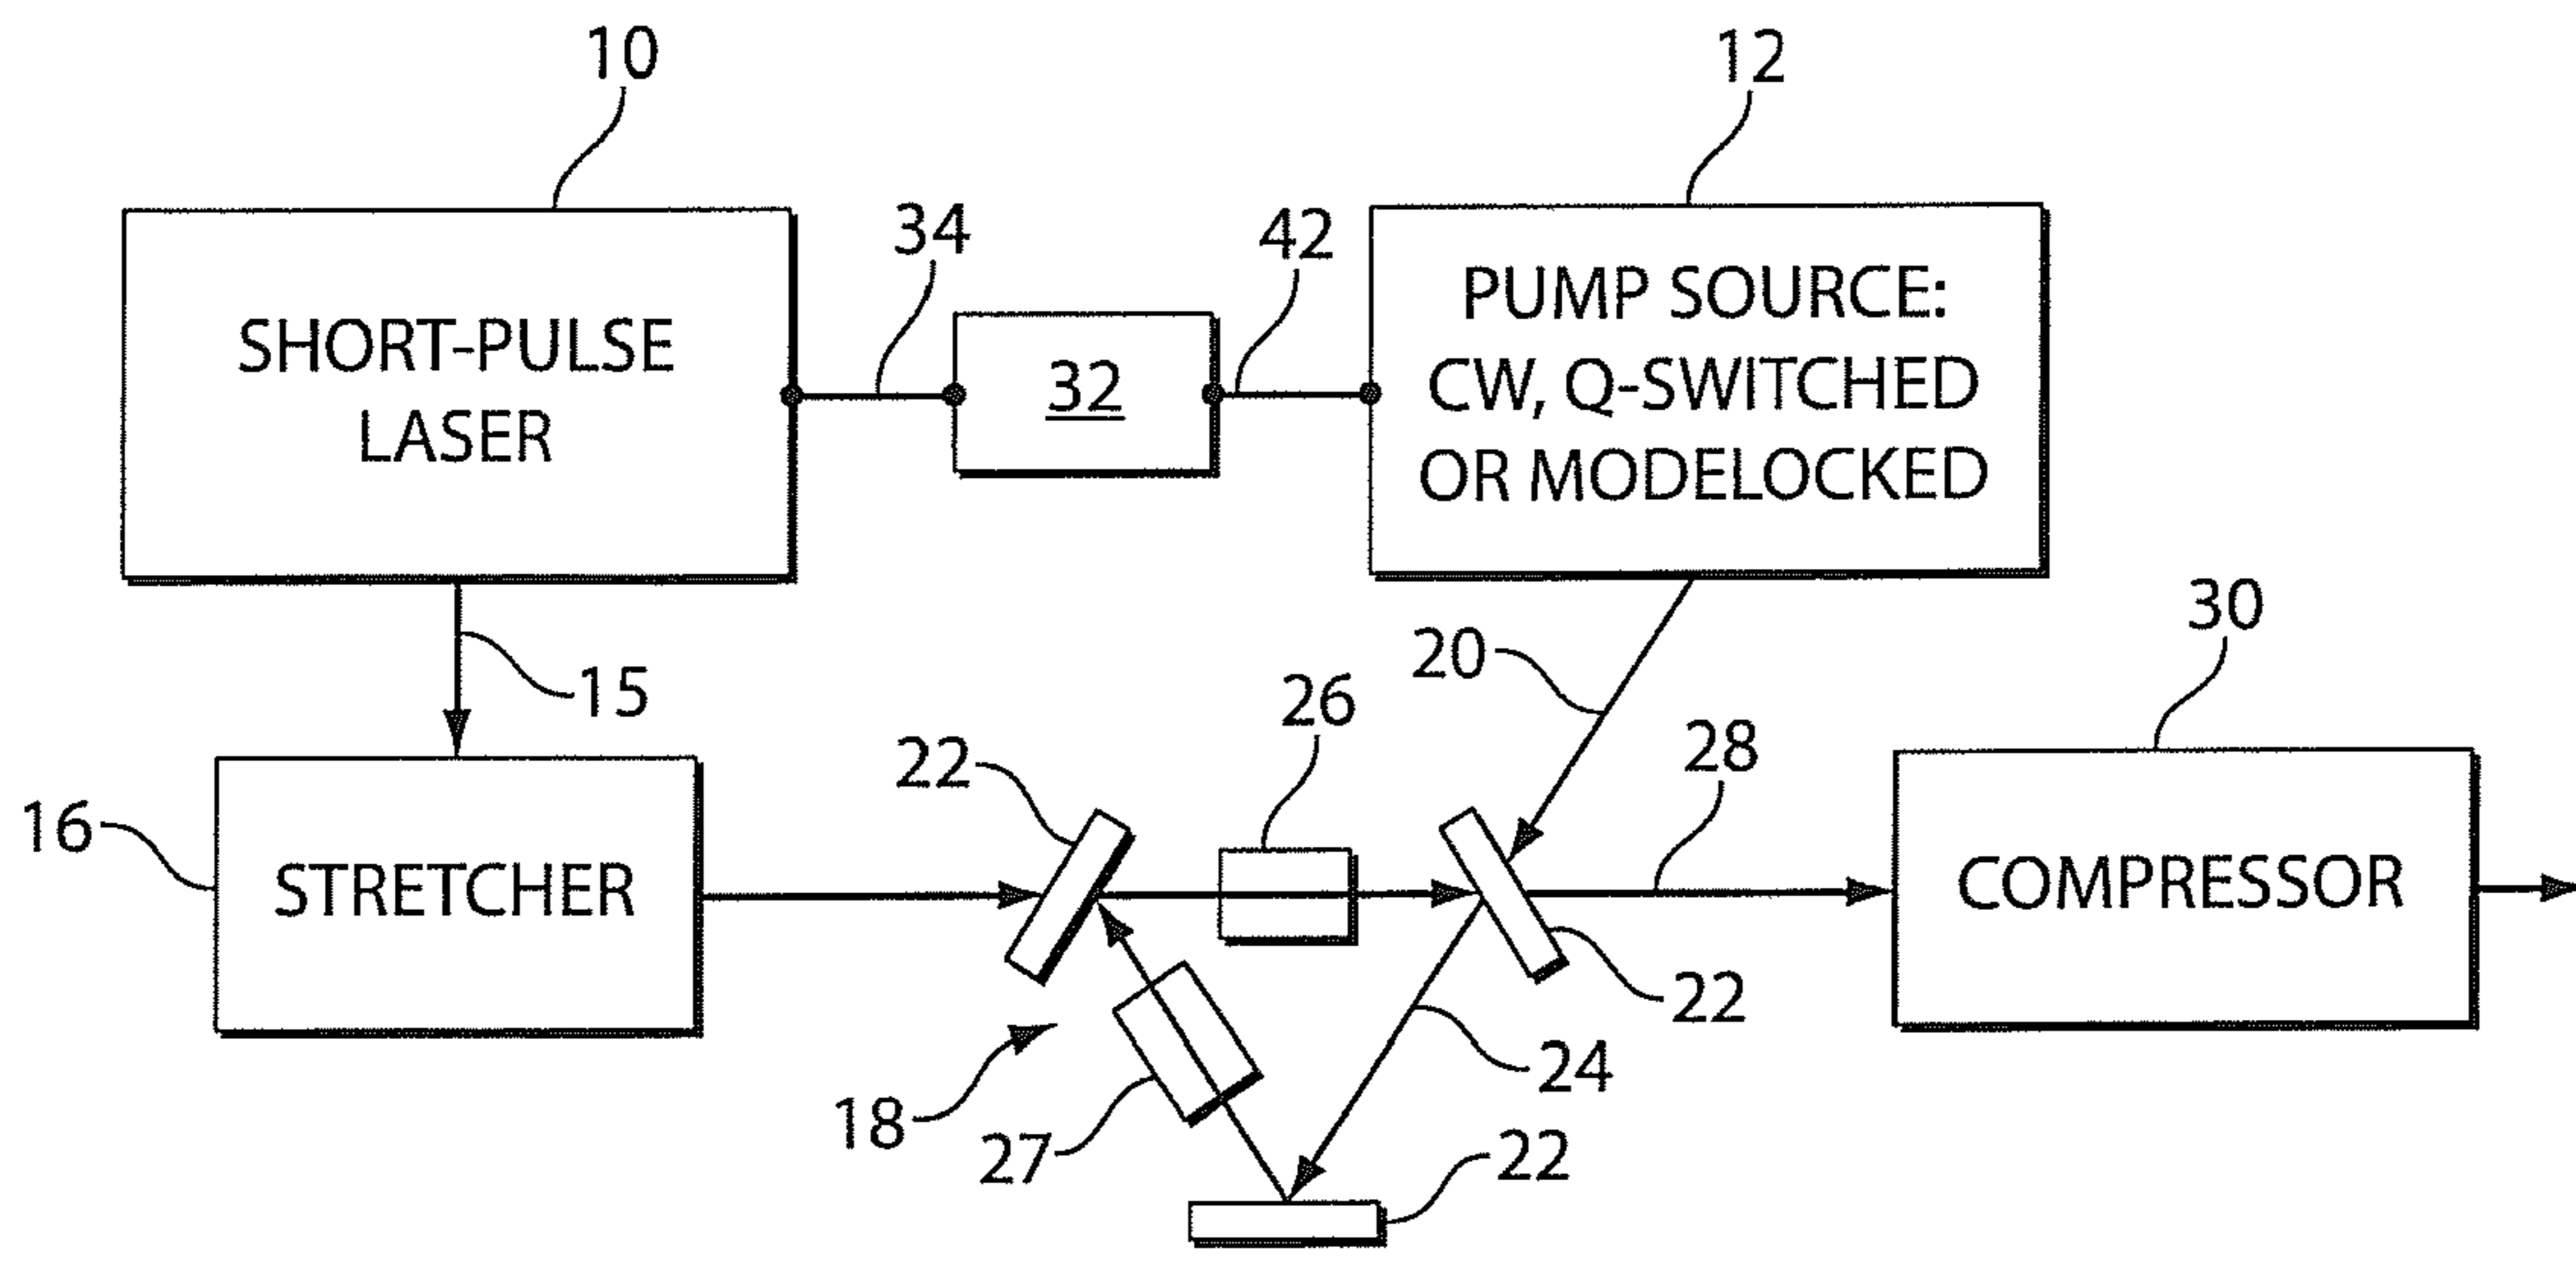 10
12
34
42
SHORT-PULSE
LASER
32
PUMP SOURCE:
CW, Q-SWITCHED
OR MODELOCKED
15
20
30
26
28
22
16
STRETCHER
COMPRESSOR
22
24
18
27
22